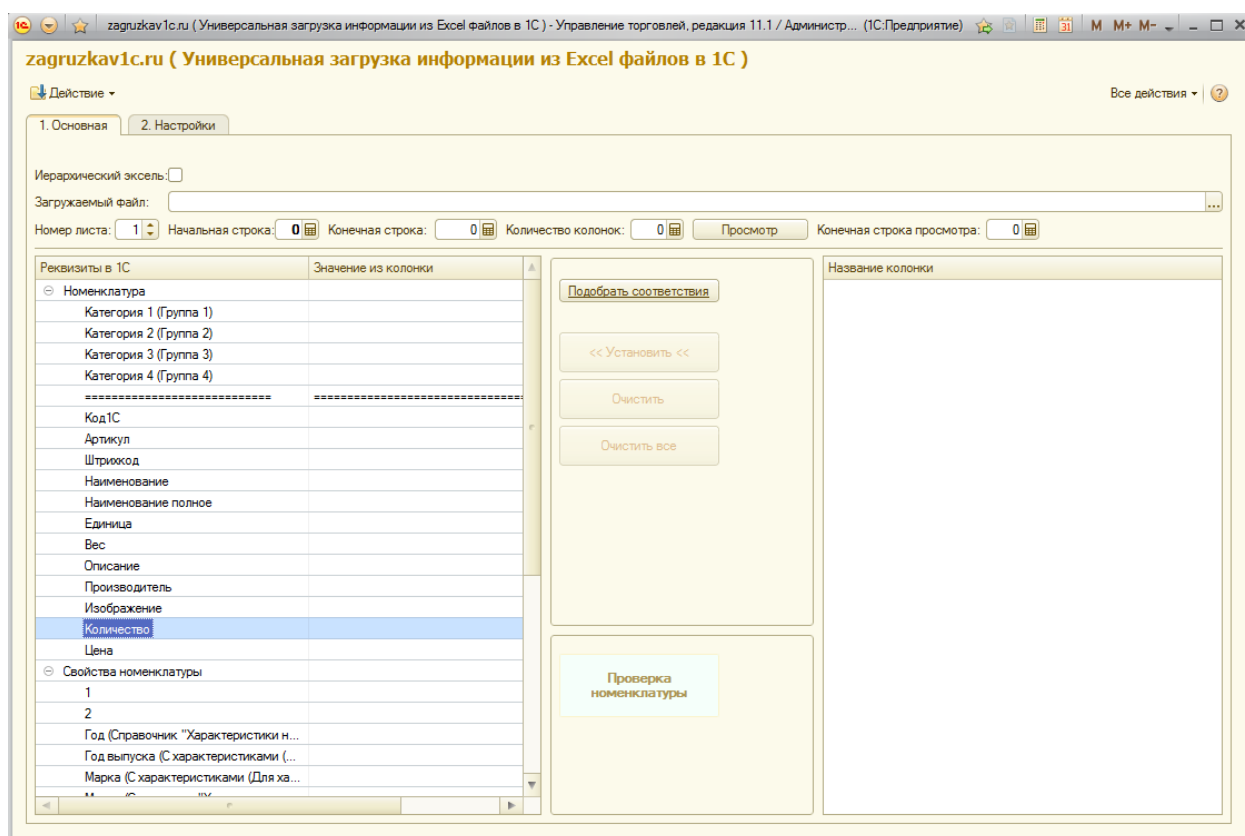 zagruzkav1c.ru ( Универсальная загрузка информации из Excel файлов в 1С ) - Управление торговлей, редакция 11.1 / Администр... (1С:Предприятие) 31 M M+ M-
zagruzkav1c.ru ( Универсальная загрузка информации из Excel файлов в 1С )
Действие Все действия ?
1. Основная 2. Настройки
Иерархический эксель:
Загружаемый файл: ...
Номер листа: 1 Начальная строка: 0 Конечная строка: 0 Количество колонок: 0 Просмотр Конечная строка просмотра: 0
Реквизиты в 1С Значение из колонки Название колонки
Номенклатура
Подобрать соответствия
Категория 1 (Группа 1)
Категория 2 (Группа 2)
Категория 3 (Группа 3)
<< Установить <<
Категория 4 (Группа 4)
============================ ================================
Очистить
Код1С
Артикул
Очистить все
Штрихкод
Наименование
Наименование полное
Единица
Вес
Описание
Производитель
Изображение
Количество
Цена
Свойства номенклатуры
Проверка
номенклатуры
1
2
Год (Справочник "Характеристики н...
Год выпуска (С характеристиками (...
Марка (С характеристиками (Для ха...